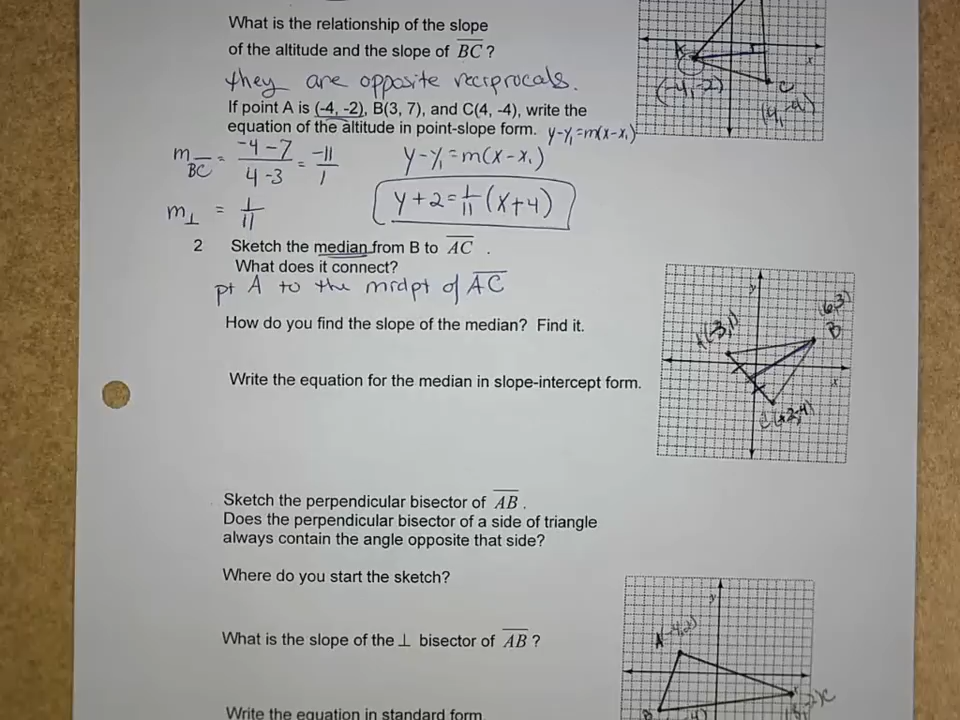 What is the relationship of the slope
of the altitude and the slope of BC ?
they are opposite reciprocals.
If point A is (-4, -2), B(3, 7), and C(4, -4), write the
equation of the altitude in point-slope form. y-y₁=m(x-x₁)
m BC = -4-7 / 4-3 = -11/1
y-y₁=m(x-x₁)
m⊥ = 1/11
y+2=1/11(x+4)
(-4,-2)
C
(4,-4)
x
2 Sketch the median from B to AC .
What does it connect?
pt A to the midpt of AC
How do you find the slope of the median? Find it.
Write the equation for the median in slope-intercept form.
y
x
A(-3,1)
(6,3)
B
Sketch the perpendicular bisector of AB .
Does the perpendicular bisector of a side of triangle
always contain the angle opposite that side?
Where do you start the sketch?
What is the slope of the ⊥ bisector of AB ?
Write the equation in standard form
y
A(-4,2)
x
B